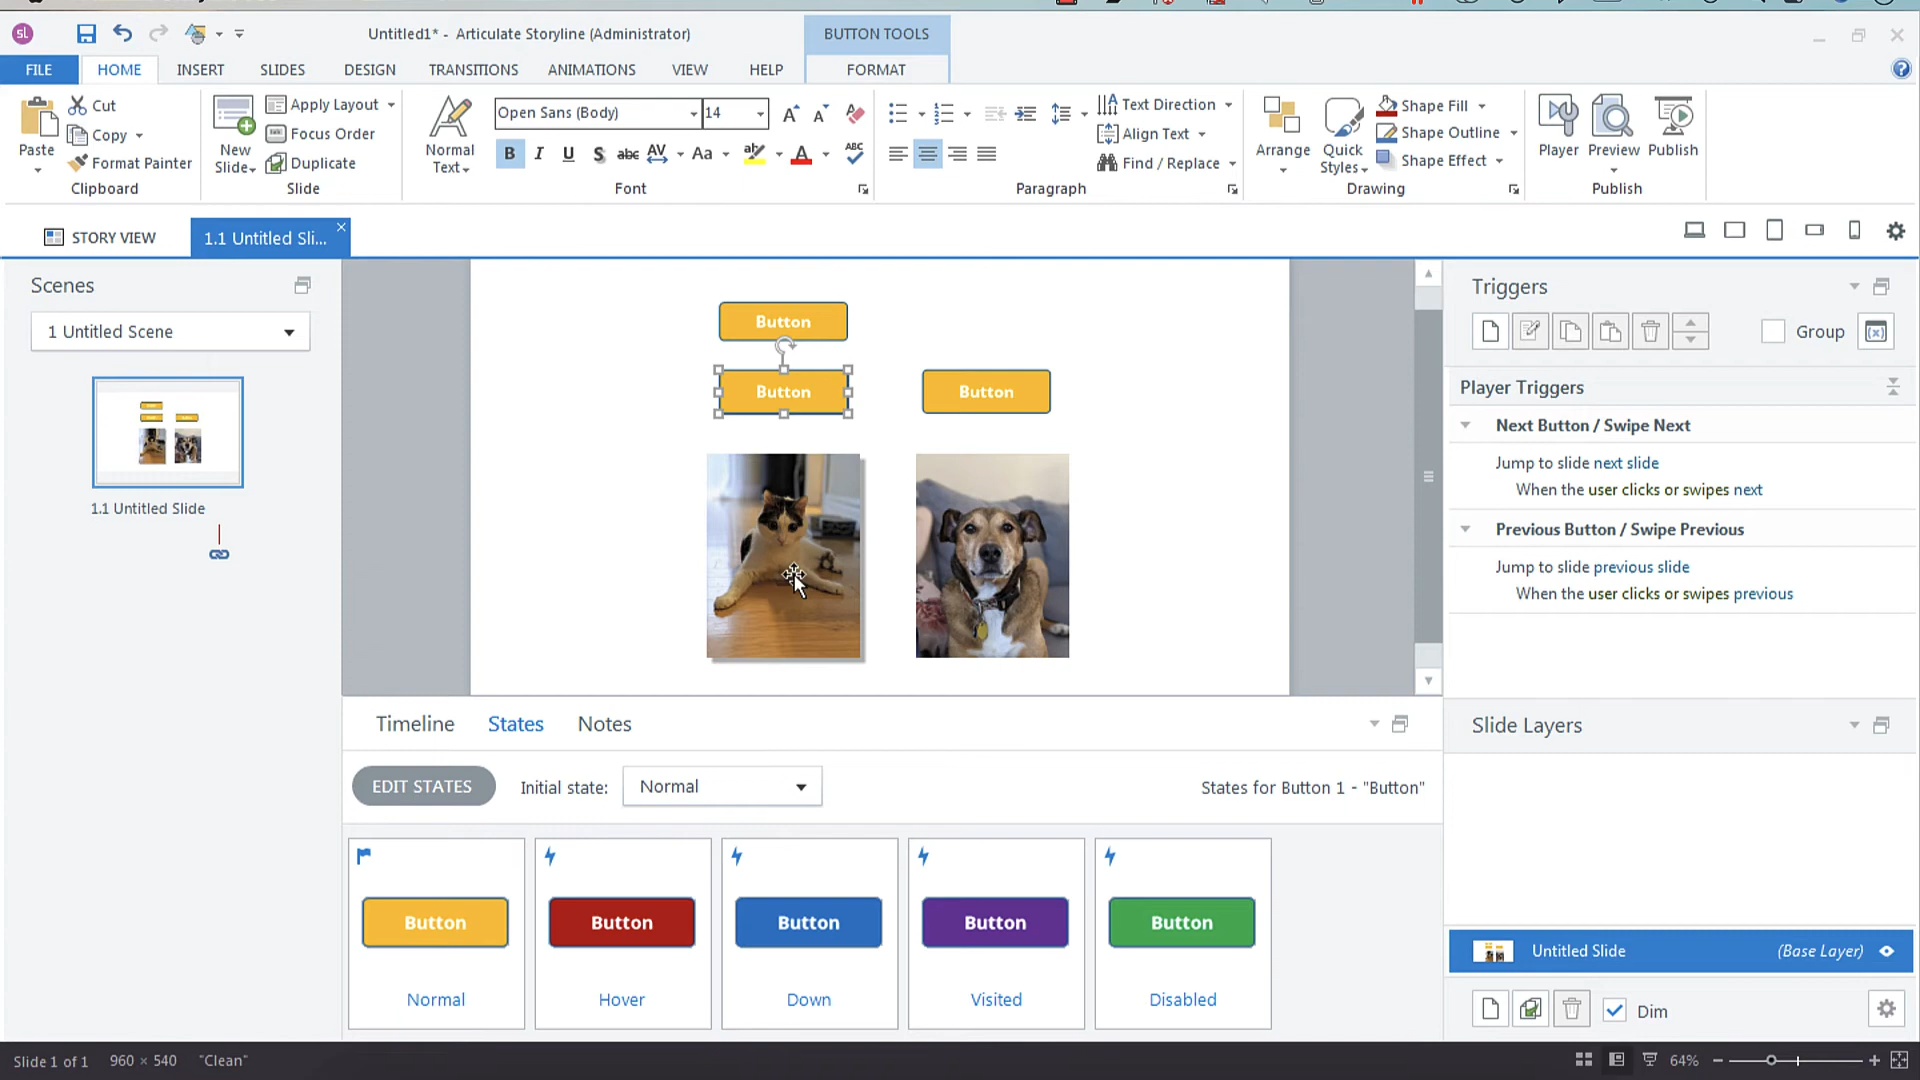 sL
Untitled1* - Articulate Storyline (Administrator)
BUTTON TOOLS
FILE
HOME
INSERT
SLIDES
DESIGN
TRANSITIONS
ANIMATIONS
VIEW
HELP
FORMAT
?
Paste
Cut
Copy
Format Painter
Clipboard
New Slide
Apply Layout
Focus Order
Duplicate
Slide
Normal Text
Open Sans (Body)
14
B I U S abc AV Aa A ABC
Font
Text Direction
Align Text
Find / Replace
Paragraph
Arrange
Quick Styles
Shape Fill
Shape Outline
Shape Effect
Drawing
Player
Preview
Publish
Publish
STORY VIEW
1.1 Untitled Sli...
Scenes
1 Untitled Scene
1.1 Untitled Slide
Button
Button
Button
Triggers
Group
(x)
Player Triggers
Next Button / Swipe Next
Jump to slide next slide
When the user clicks or swipes next
Previous Button / Swipe Previous
Jump to slide previous slide
When the user clicks or swipes previous
Timeline
States
Notes
EDIT STATES
Initial state:
Normal
States for Button 1 - "Button"
Button
Button
Button
Button
Button
Normal
Hover
Down
Visited
Disabled
Slide Layers
Untitled Slide
(Base Layer)
Dim
Slide 1 of 1
960 × 540
"Clean"
64%